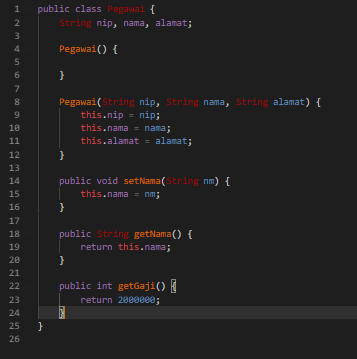 1 public class Pegawai {
2 String nip, nama, alamat;
3
4 Pegawai() {
5
6 }
7
8 Pegawai(String nip, String nama, String alamat) {
9 this.nip = nip;
10 this.nama = nama;
11 this.alamat = alamat;
12 }
13
14 public void setNama(String nm) {
15 this.nama = nm;
16 }
17
18 public String getNama() {
19 return this.nama;
20 }
21
22 public int getGaji() {
23 return 2000000;
24 }
25 }
26